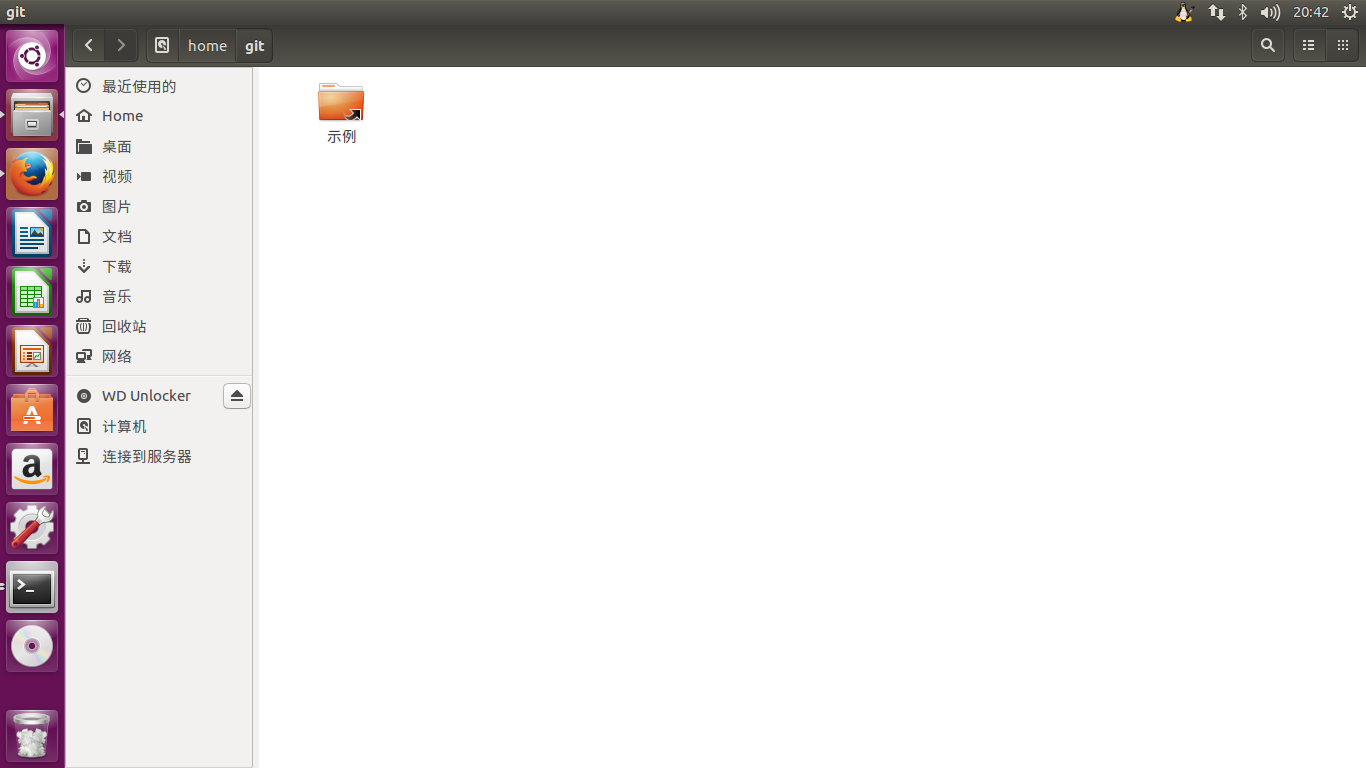 git
20:42
home
git
最近使用的
Home
桌面
视频
图片
文档
下载
音乐
回收站
网络
WD Unlocker
计算机
连接到服务器
示例